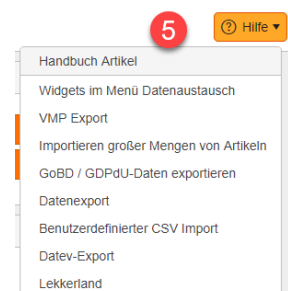 5
Hilfe
Handbuch Artikel
Widgets im Menü Datenaustausch
VMP Export
Importieren großer Mengen von Artikeln
GoBD / GDPdU-Daten exportieren
Datenexport
Benutzerdefinierter CSV Import
Datev-Export
Lekkerland